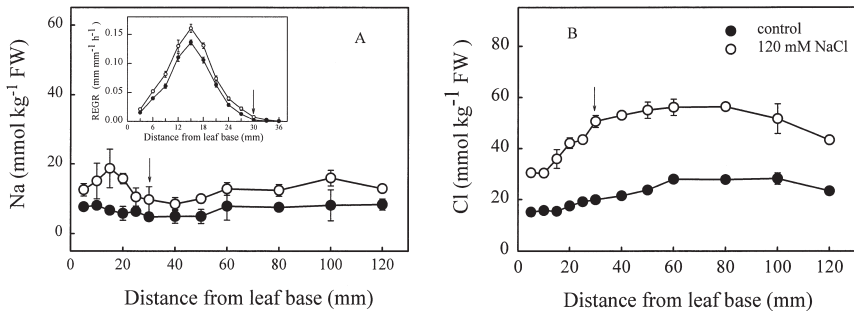 A
60
40
20
0
Na (mmol kg-1 FW)
0 20 40 60 80 100 120
Distance from leaf base (mm)
0.15
0.10
0.05
0.00
REGR (mm mm-1 h-1)
0 6 12 18 24 30 36
Distance from leaf base (mm)
B
control
120 mM NaCl
80
60
40
20
0
Cl (mmol kg-1 FW)
0 20 40 60 80 100 120
Distance from leaf base (mm)